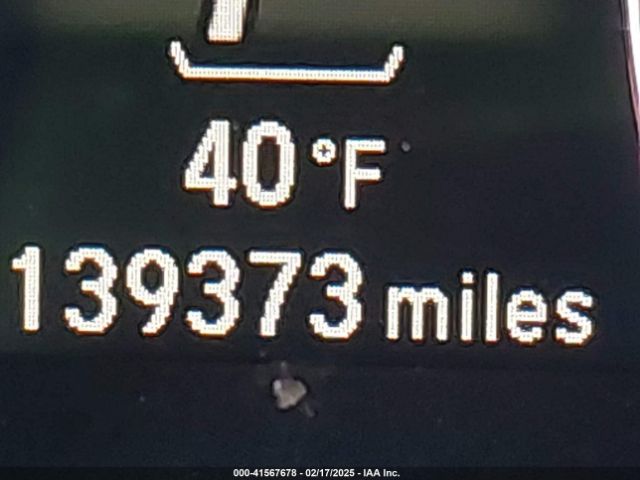 40 °F
139373 miles
000-41567678 - 02/17/2025 - IAA Inc.